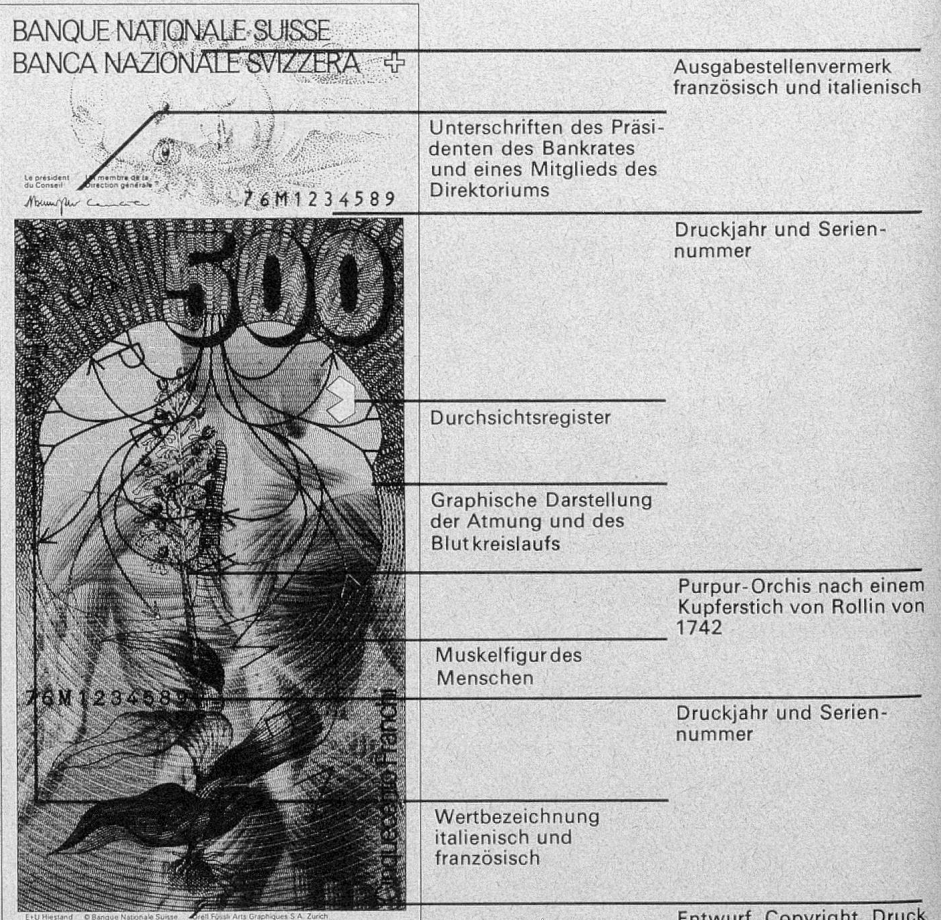 BANQUE NATIONALE SUISSE
BANCA NAZIONALE SVIZZERA
Ausgabestellenvermerk
französisch und italienisch
Unterschriften des Präsi-
denten des Bankrates
und eines Mitglieds des
Direktoriums
Le président
du Conseil
Un membre de la
Direction générale
76M1234589
Druckjahr und Serien-
nummer
500
Durchsichtsregister
Graphische Darstellung
der Atmung und des
Blutkreislaufs
Purpur-Orchis nach einem
Kupferstich von Rollin von
1742
Muskelfigur des
Menschen
76M1234589
Druckjahr und Serien-
nummer
Cinquecento Franchi
Wertbezeichnung
italienisch und
französisch
E+U Hiestand © Banque Nationale Suisse Orell Füssli Arts Graphiques S.A. Zurich
Entwurf, Copyright, Druck